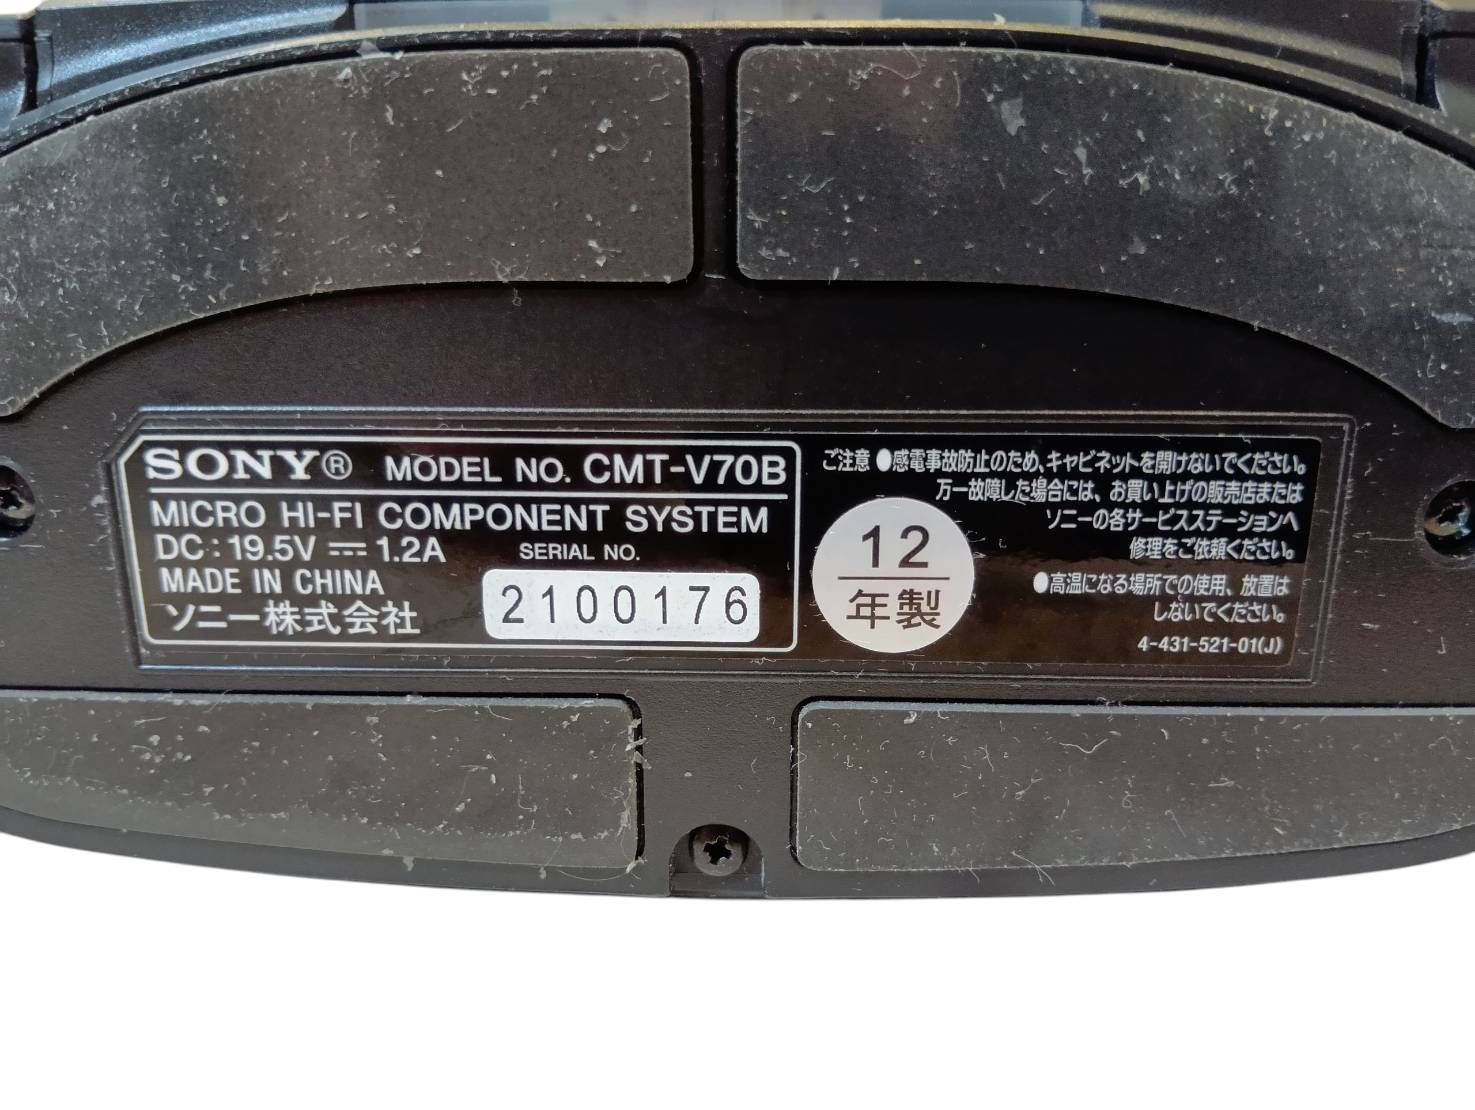 SONY® MODEL NO. CMT-V70B
MICRO HI-FI COMPONENT SYSTEM
DC : 19.5V ⎓ 1.2A SERIAL NO.
MADE IN CHINA
ソニー株式会社
2100176
12
年製
ご注意 ●感電事故防止のため、キャビネットを開けないでください。
万一故障した場合には、お買い上げの販売店または
ソニーの各サービスステーションへ
修理をご依頼ください。
●高温になる場所での使用、放置は
しないでください。
4-431-521-01(J)